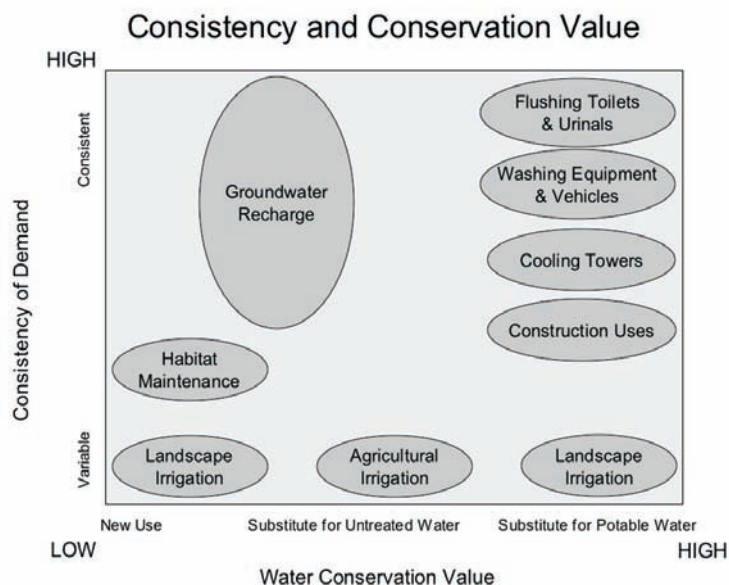 Consistency and Conservation Value
HIGH
Consistent
Consistency of Demand
Variable
Flushing Toilets
& Urinals
Groundwater
Recharge
Washing Equipment
& Vehicles
Cooling Towers
Construction Uses
Habitat
Maintenance
Landscape
Irrigation
Agricultural
Irrigation
Landscape
Irrigation
New Use
Substitute for Untreated Water
Substitute for Potable Water
LOW
HIGH
Water Conservation Value